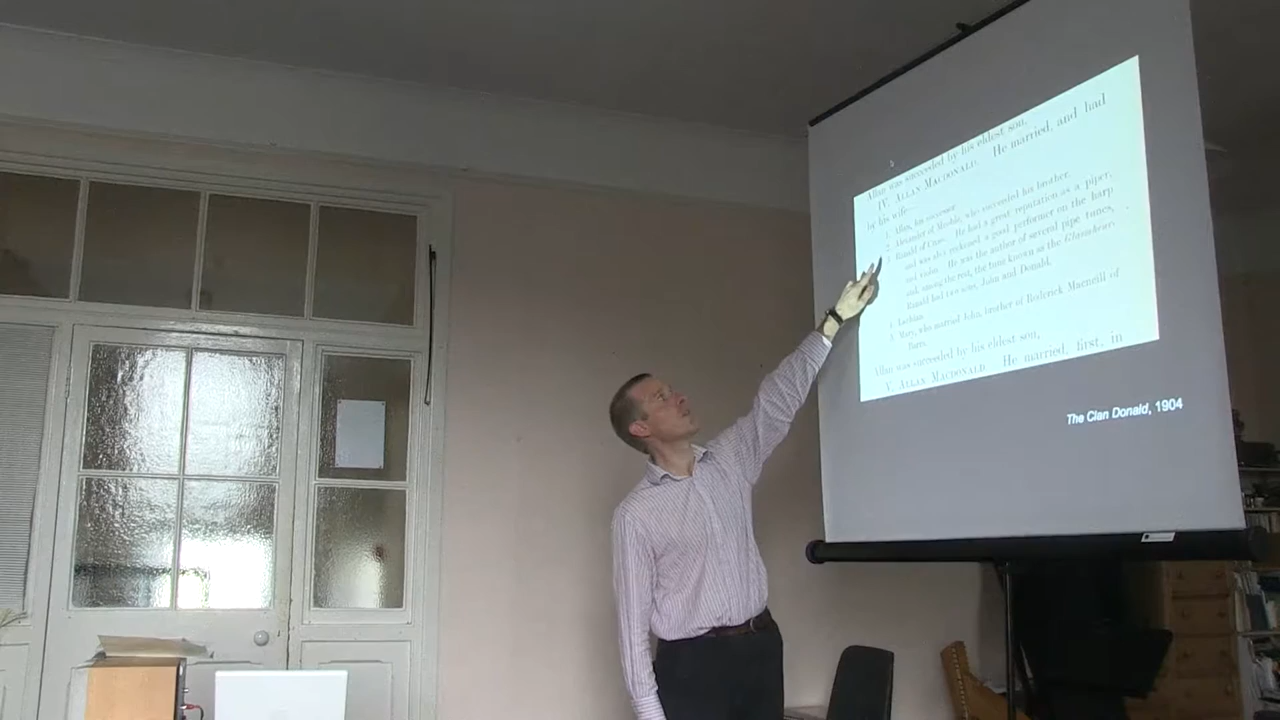 Allan was succeeded by his eldest son,
IV. ALLAN MACDONALD. He married, and had
by his wife—
1. Allan, his successor.
2. Alexander of , who succeeded his brother.
3. Ranald of Cross. He had a great reputation as a piper,
and was also reckoned a good performer on the harp
and violin. He was the author of several pipe tunes,
and, among the rest, the tune known as the Glasmheur.
Ranald had two sons, John and Donald.
4. Lachlan.
5. Mary, who married John, brother of Roderick Macneill of
Barra.
Allan was succeeded by his eldest son,
V. ALLAN MACDONALD. He married, first, in
The Clan Donald, 1904